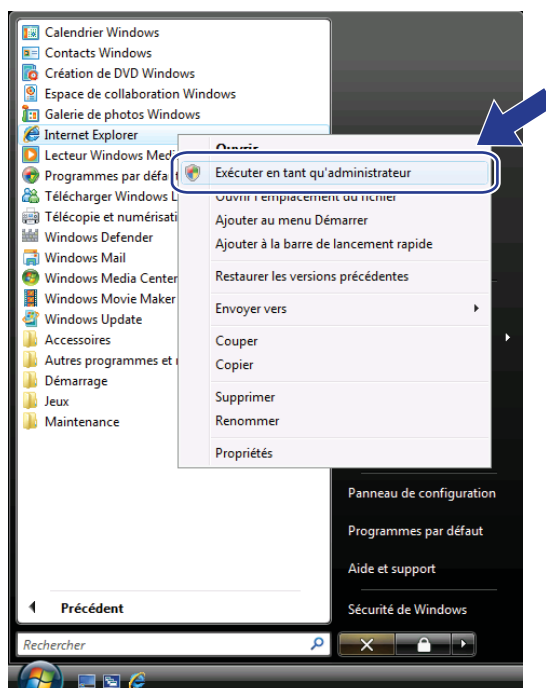 Calendrier Windows
Contacts Windows
Création de DVD Windows
Espace de collaboration Windows
Galerie de photos Windows
Internet Explorer
Lecteur Windows Medi
Programmes par défa
Télécharger Windows L
Télécopie et numérisati
Windows Defender
Windows Mail
Windows Media Center
Windows Movie Maker
Windows Update
Accessoires
Autres programmes et
Démarrage
Jeux
Maintenance
Précédent
Rechercher
Ouvrir
Exécuter en tant qu'administrateur
Ouvrir l'emplacement du fichier
Ajouter au menu Démarrer
Ajouter à la barre de lancement rapide
Restaurer les versions précédentes
Envoyer vers
Couper
Copier
Supprimer
Renommer
Propriétés
Panneau de configuration
Programmes par défaut
Aide et support
Sécurité de Windows